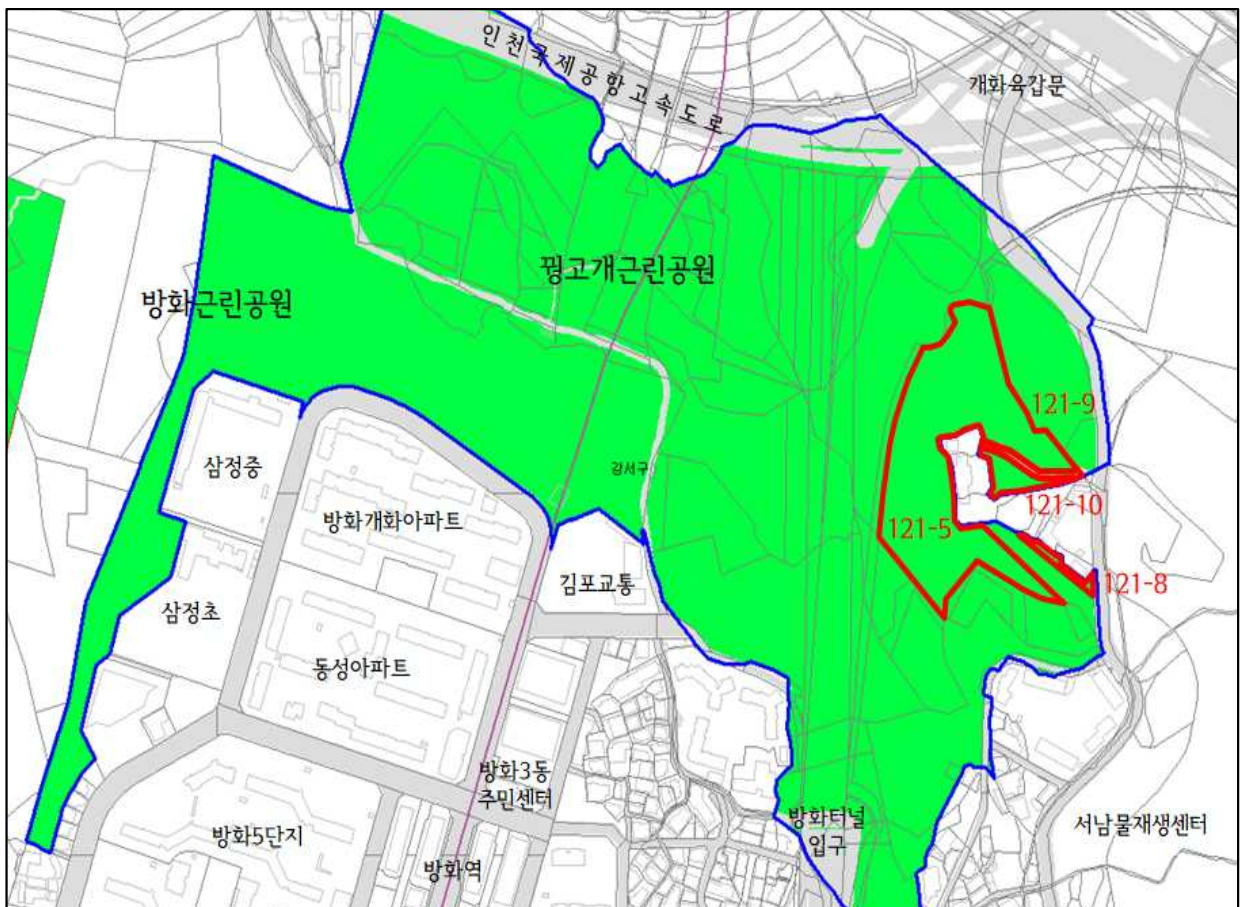 인천국제공항고속도로
개화육갑문
꿩고개근린공원
방화근린공원
121-9
삼정중
강서구
121-10
방화개화아파트
121-5
김포교통
121-8
삼정초
동성아파트
방화3동
주민센터
방화터널
입구
서남물재생센터
방화5단지
방화역